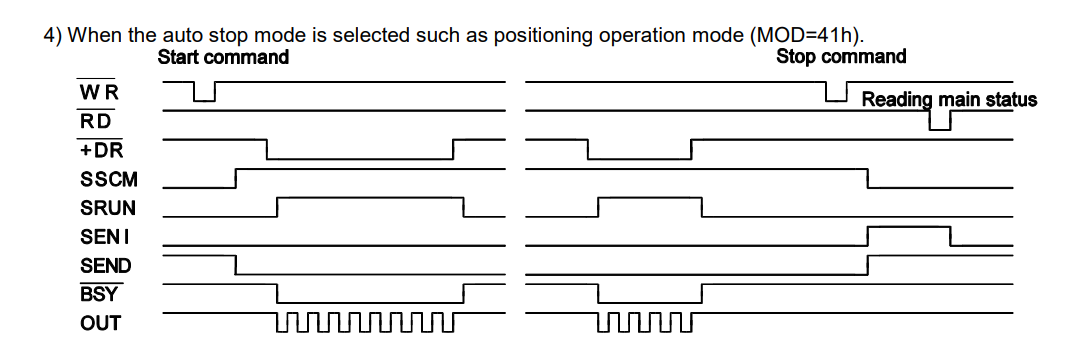 4) When the auto stop mode is selected such as positioning operation mode (MOD=41h).
Start command
Stop command
WR
Reading main status
RD
+DR
SSCM
SRUN
SENI
SEND
BSY
OUT